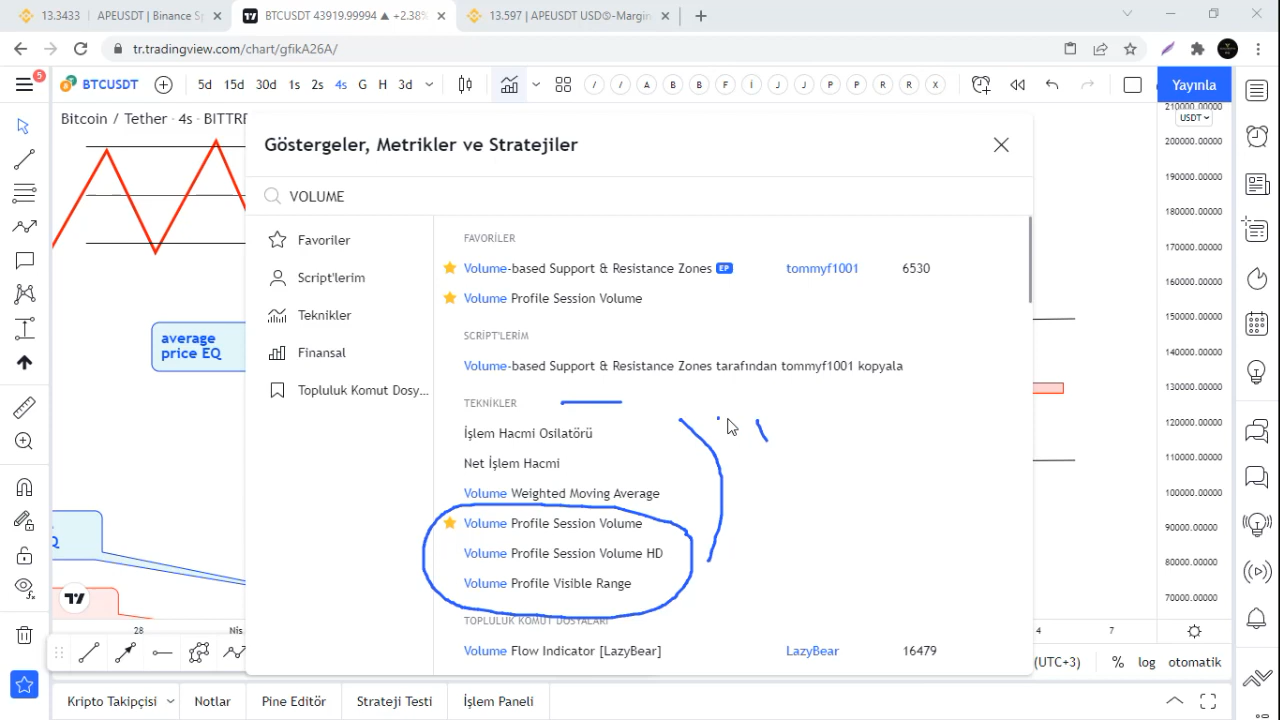 13.3433 | APEUSDT | Binance Sp
BTCUSDT 43919.99994 ▲ +2.38%
13.597 | APEUSDT USDⓈ-Margin
tr.tradingview.com/chart/gfikA26A/
5
BTCUSDT
5d 15d 30d 1s 2s 4s G H 3d
A B B F İ J J P P R R X
Yayınla
Bitcoin / Tether · 4s · BITTRE
Göstergeler, Metrikler ve Stratejiler
VOLUME
Favoriler
Script'lerim
Teknikler
Finansal
Topluluk Komut Dosy...
FAVORİLER
Volume-based Support & Resistance Zones EP tommyf1001 6530
Volume Profile Session Volume
SCRİPT'LERİM
Volume-based Support & Resistance Zones tarafından tommyf1001 kopyala
TEKNİKLER
İşlem Hacmi Osilatörü
Net İşlem Hacmi
Volume Weighted Moving Average
Volume Profile Session Volume
Volume Profile Session Volume HD
Volume Profile Visible Range
TOPLULUK KOMUT DOSYALARI
Volume Flow Indicator [LazyBear] LazyBear 16479
average
price EQ
Q
210000.00000
USDT
200000.00000
190000.00000
180000.00000
170000.00000
160000.00000
150000.00000
140000.00000
130000.00000
120000.00000
110000.00000
100000.00000
90000.00000
80000.00000
70000.00000
28 Nis 4 7
(UTC+3) % log otomatik
Kripto Takipçisi Notlar Pine Editör Strateji Testi İşlem Paneli